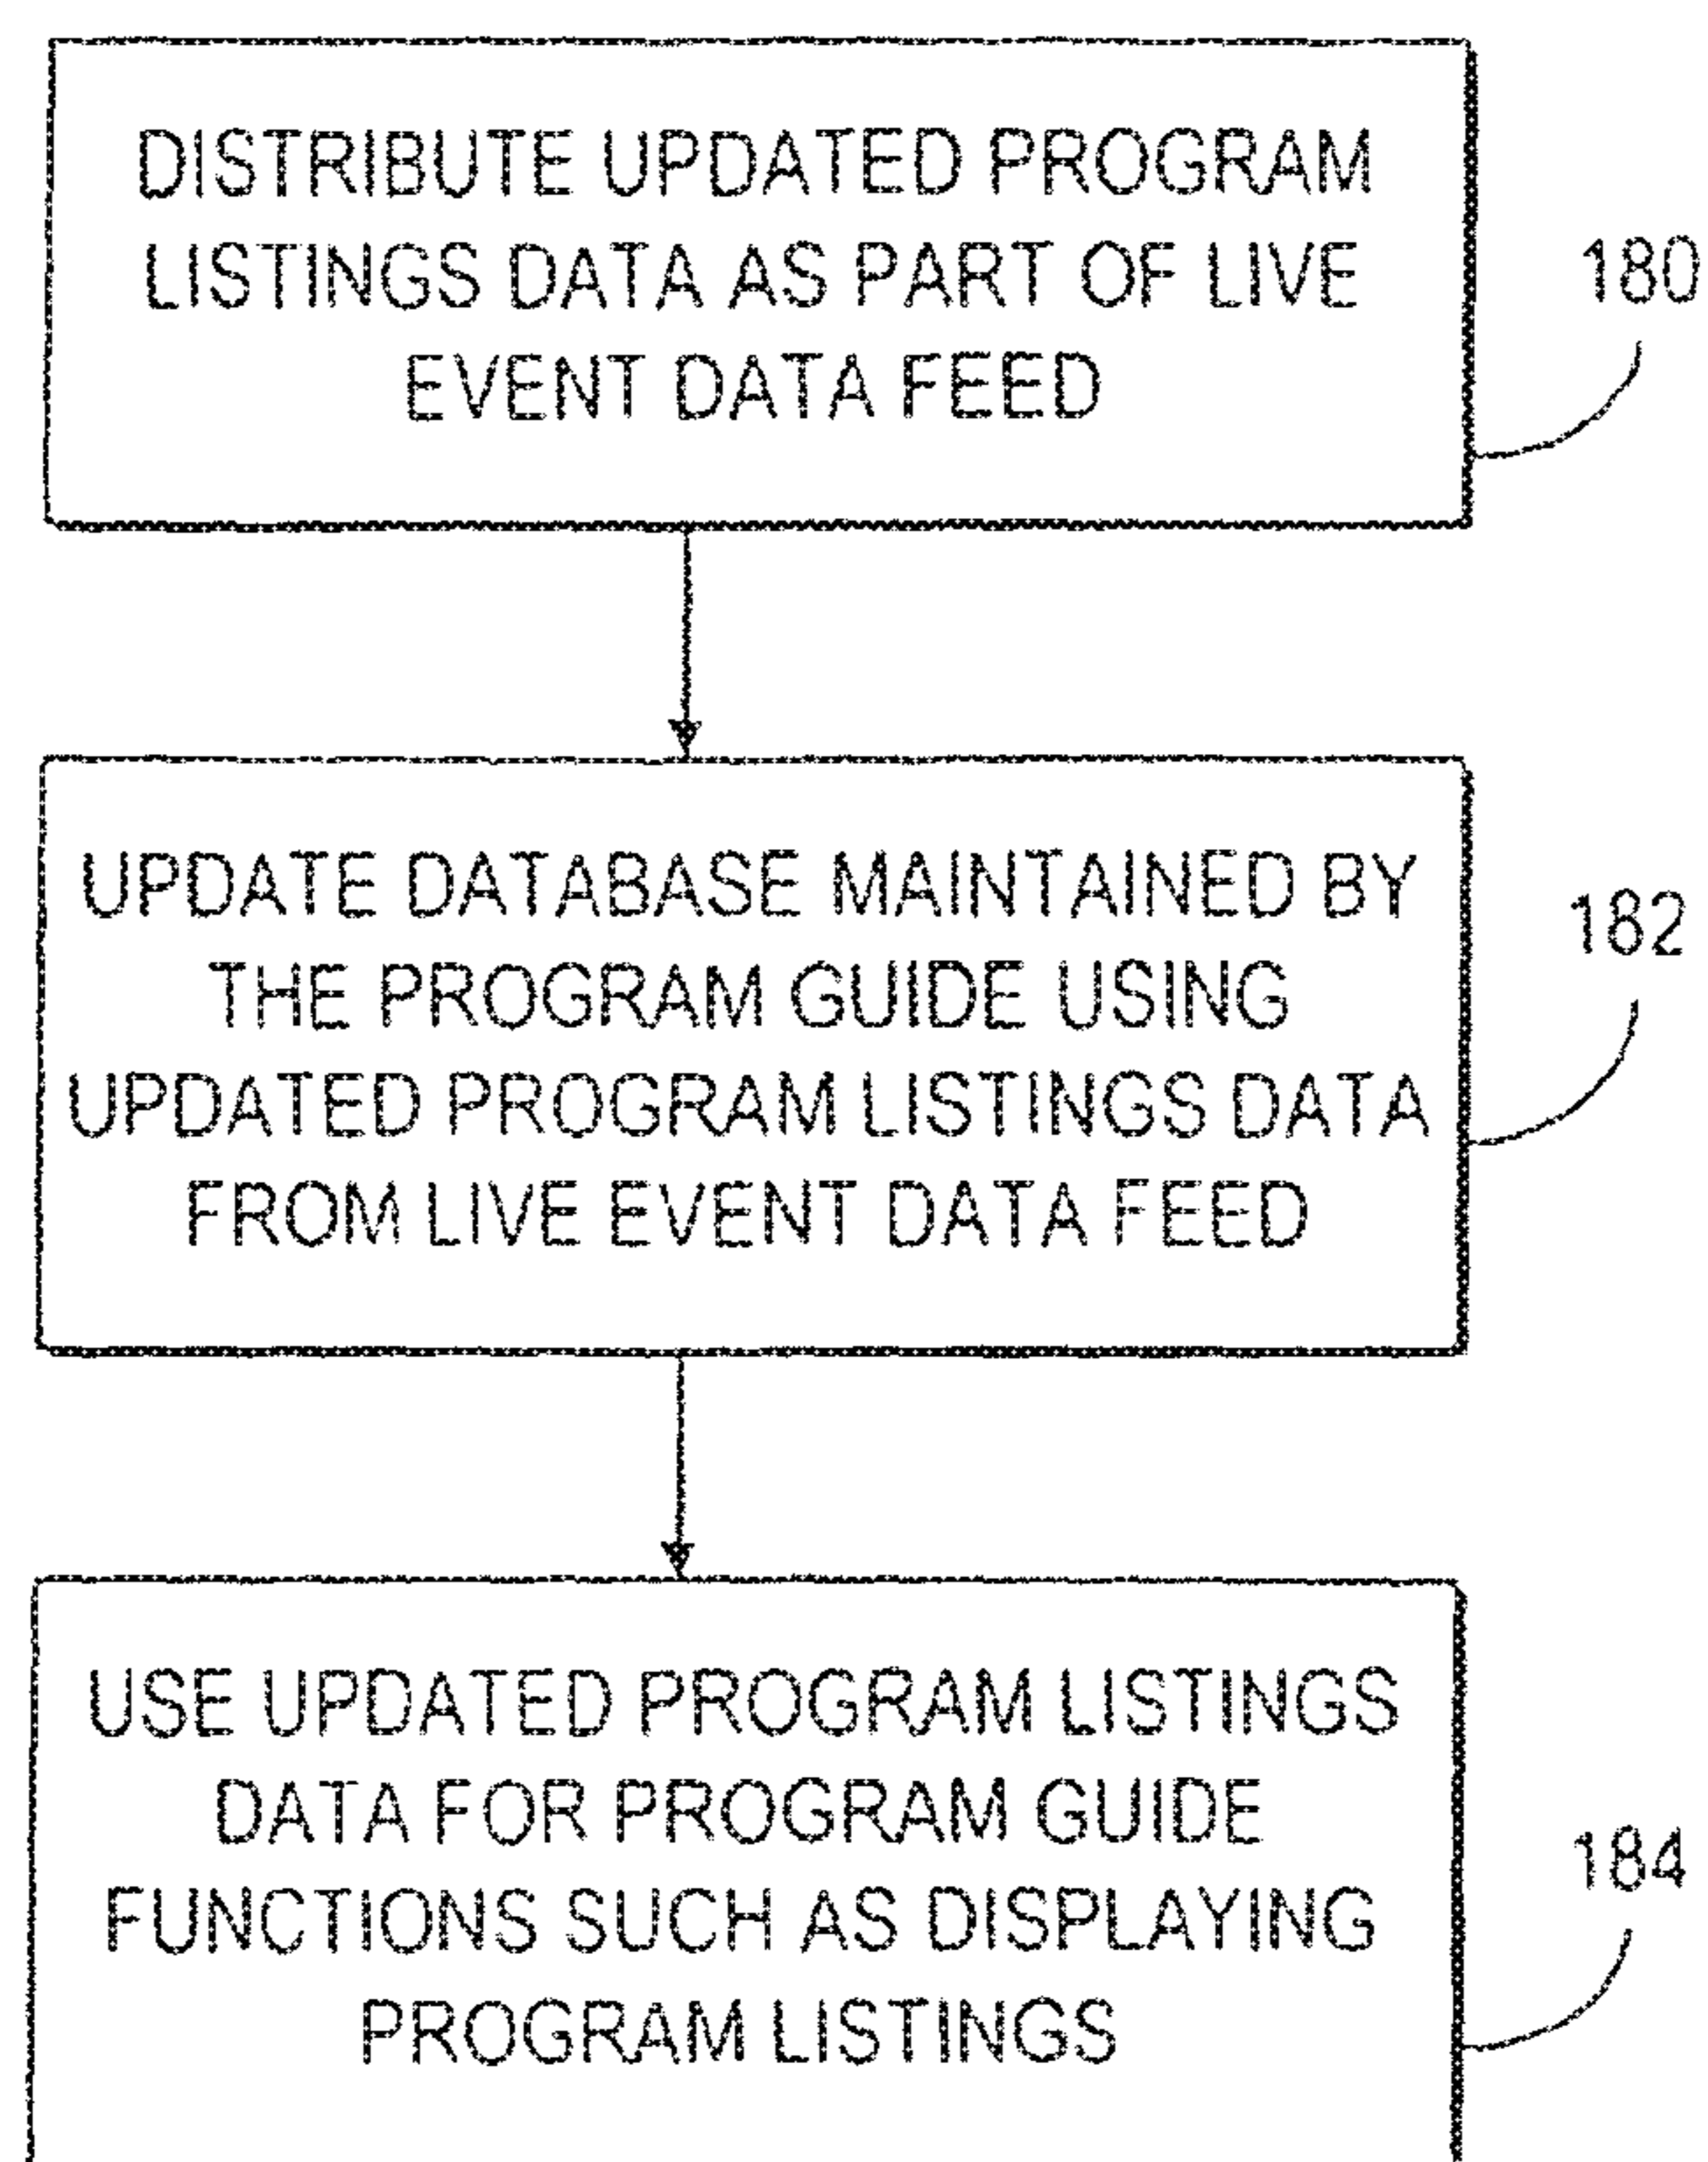 DISTRIBUTE UPDATED PROGRAM
LISTINGS DATA AS PART OF LIVE
EVENT DATA FEED
180
UPDATE DATABASE MAINTAINED BY
THE PROGRAM GUIDE USING
UPDATED PROGRAM LISTINGS DATA
FROM LIVE EVENT DATA FEED
182
USE UPDATED PROGRAM LISTINGS
DATA FOR PROGRAM GUIDE
FUNCTIONS SUCH AS DISPLAYING
PROGRAM LISTINGS
184